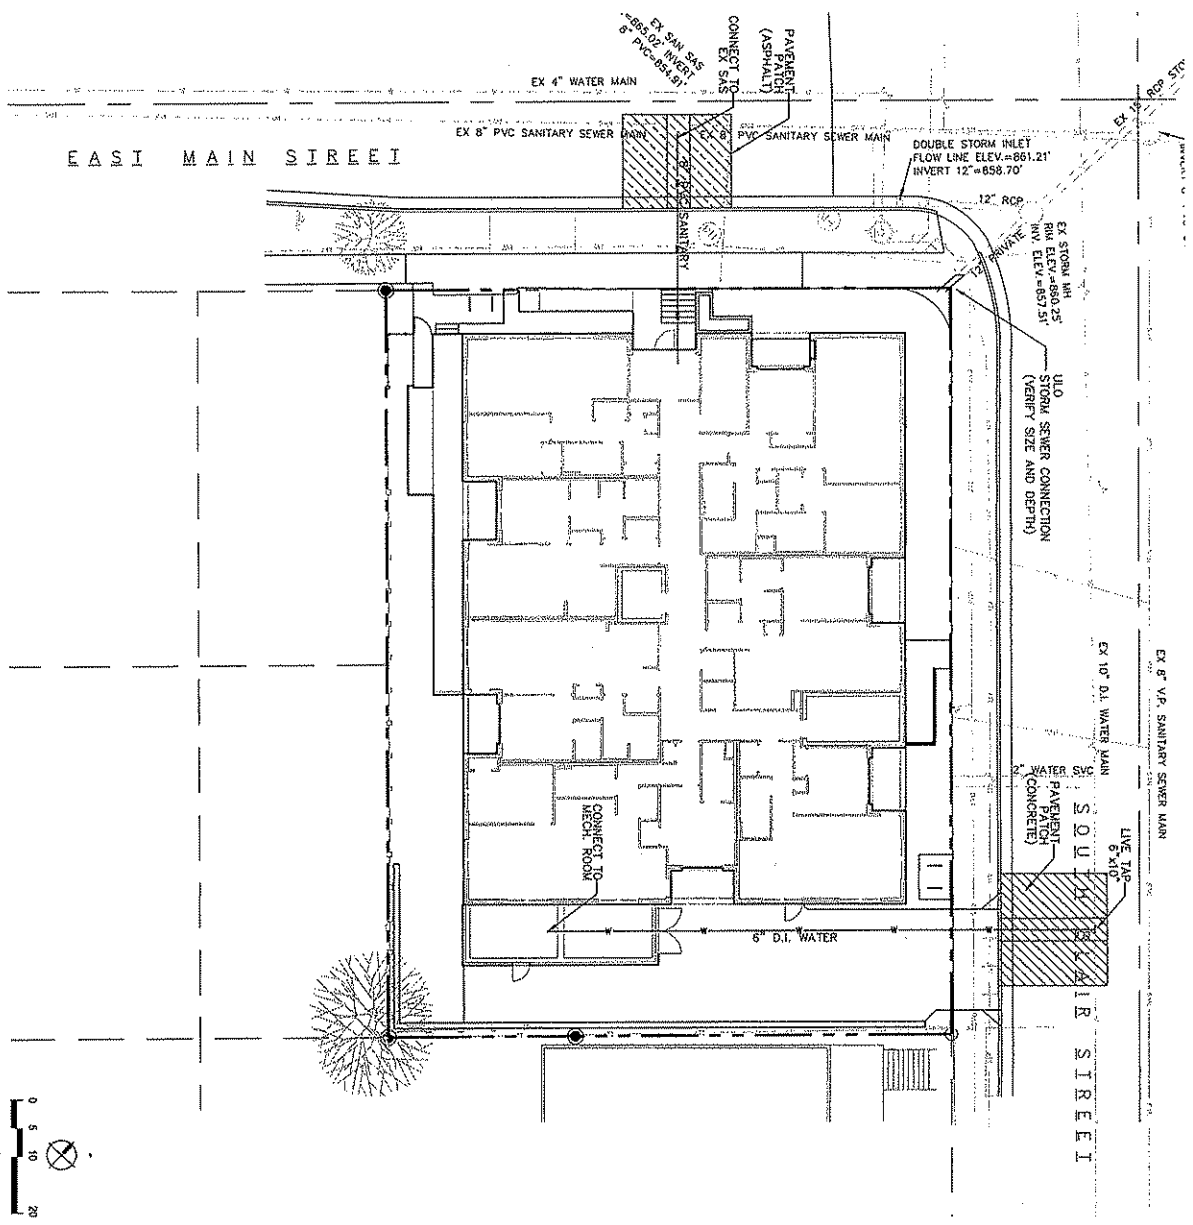 EX SAN SAS
865.02' INVERT
8" PVC=854.91'
CONNECT TO
EX SAS
PAVEMENT
PATCH
(ASPHALT)
EX 4" WATER MAIN
EX 8" PVC SANITARY SEWER MAIN
EX 8" PVC SANITARY SEWER MAIN
EAST MAIN STREET
DOUBLE STORM INLET
FLOW LINE ELEV.=861.21'
INVERT 12"=858.70'
12" RCP
RCP
PVC SANITARY
12" PRIVATE
EX STORM MH
RIM ELEV.=860.25'
INV. ELEV.=857.51'
ULO
STORM SEWER CONNECTION
(VERIFY SIZE AND DEPTH)
EX 10" D.I. WATER MAIN
EX 8" V.P. SANITARY SEWER MAIN
2" WATER SVC
PAVEMENT
PATCH
(CONCRETE)
LIVE TAP
6"x10"
CONNECT TO
MECH. ROOM
W W W W W
6" D.I. WATER
SOUTH BLAIR STREET
0 5 10 20